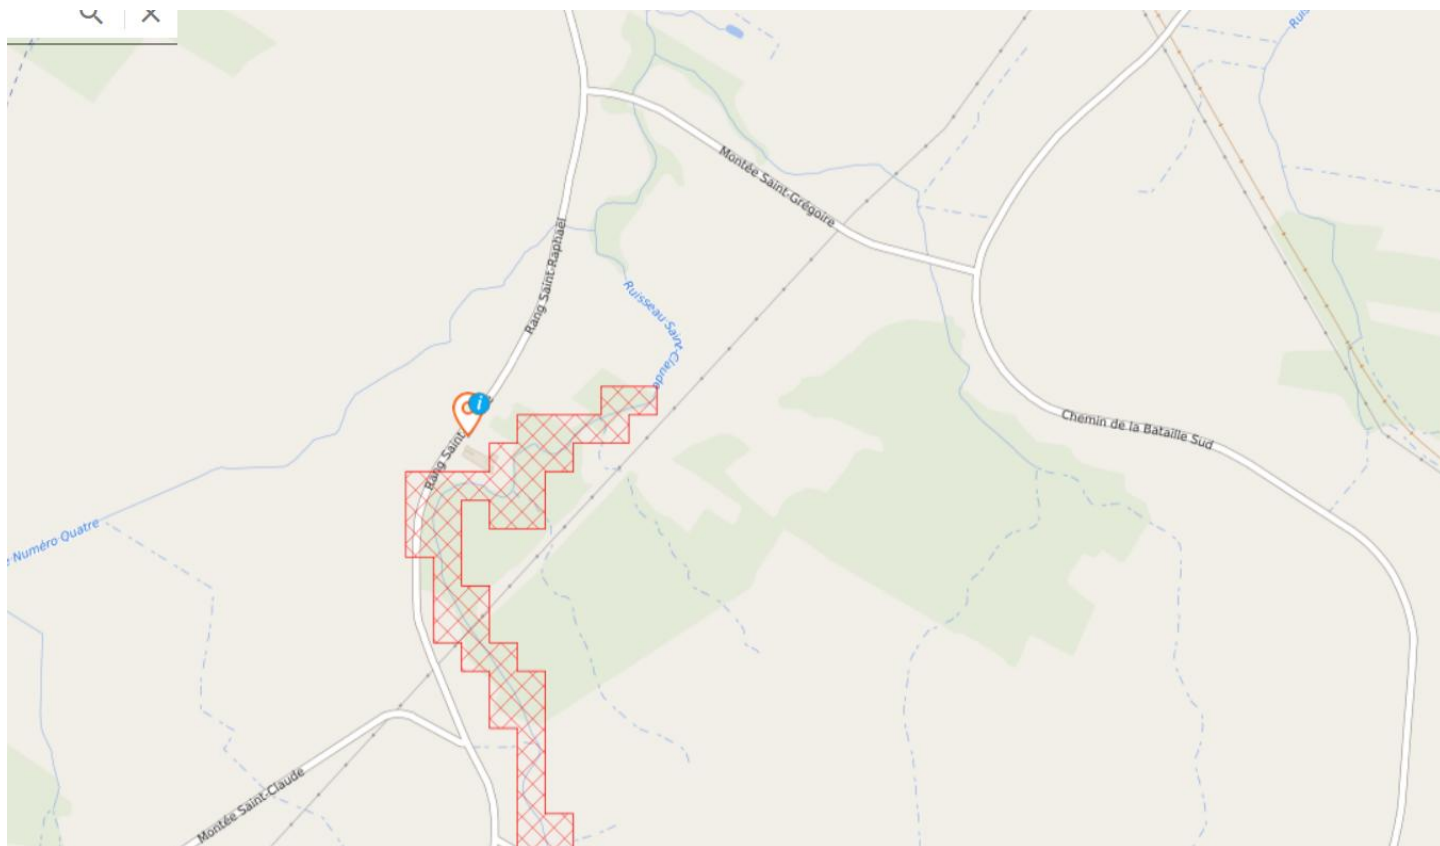 Montée Saint-Grégoire
Rang Saint-Raphaël
Ruisseau Saint-Claude
i
Rang Saint
Chemin de la Bataille Sud
Numéro Quatre
Montée Saint-Claude